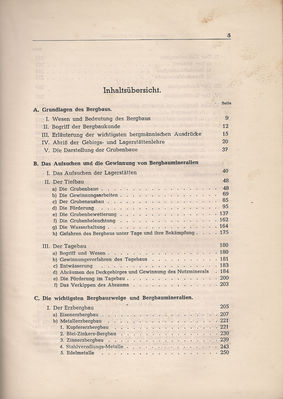 5
Inhaltsübersicht.
Seite
A. Grundlagen des Bergbaus.
I. Wesen und Bedeutung des Bergbaus 9
II. Begriff der Bergbaukunde 12
III. Erläuterung der wichtigsten bergmännischen Ausdrücke 15
IV. Abriß der Gebirgs- und Lagerstättenlehre 20
V. Die Darstellung der Grubenbaue 37
B. Das Aufsuchen und die Gewinnung von Bergbaumineralien
I. Das Aufsuchen der Lagerstätten 40
II. Der Tiefbau 48
a) Die Grubenbaue 48
b) Die Gewinnungsarbeiten 69
c) Der Grubenausbau 85
d) Die Förderung 95
e) Die Grubenbewetterung 137
f) Die Grubenbeleuchtung 162
g) Die Wasserhaltung 164
h) Gefahren des Bergbaus unter Tage und ihre Bekämpfung 175
III. Der Tagebau 180
a) Begriff und Wesen 180
b) Gewinnungsverfahren des Tagebaus 181
c) Entwässerung 183
d) Abräumen des Deckgebirges und Gewinnung des Nutzminerals 184
e) Die Förderung im Tagebau 200
f) Das Verkippen des Abraums 203
C. Die wichtigsten Bergbauzweige und Bergbaumineralien.
I. Der Erzbergbau 205
a) Eisenerzbergbau 207
b) Metallerzbergbau 221
1. Kupfererzbergbau 221
2. Blei-Zinkerz-Bergbau 230
3. Zinnerzbergbau 239
4. Stahlveredlungs-Metalle 243
5. Edelmetalle 250